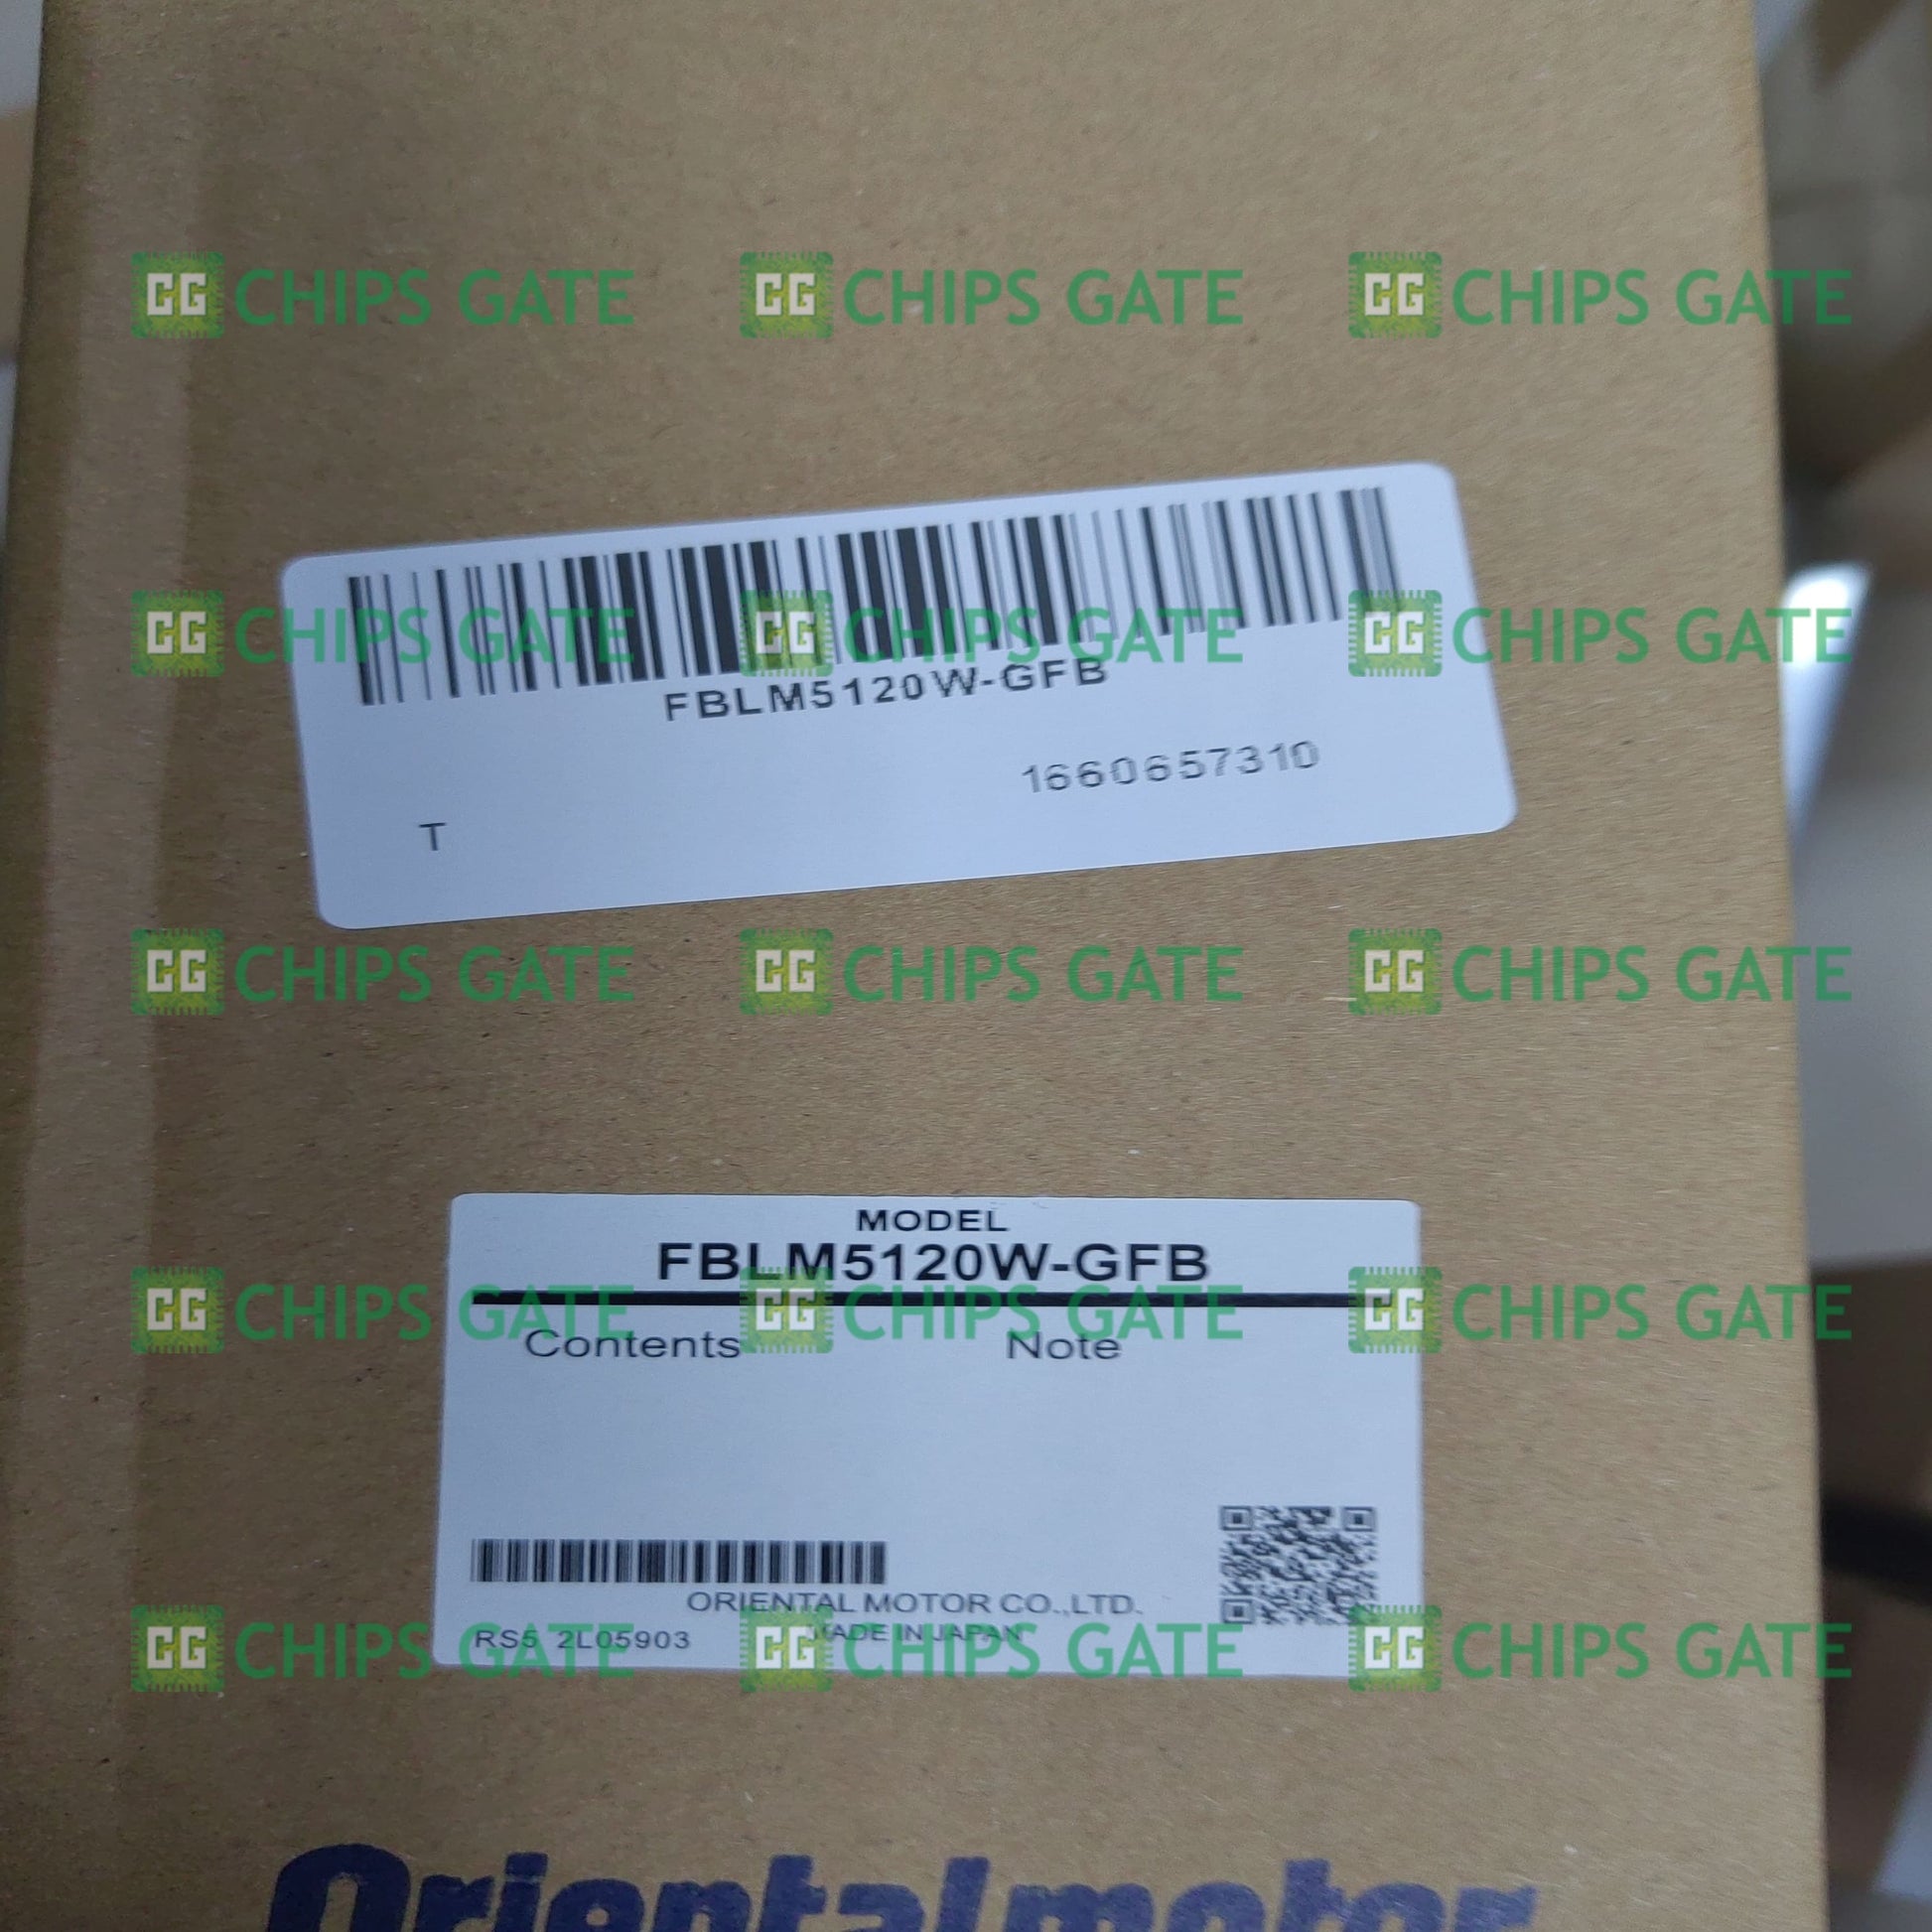 CG CHIPS GATE CG CHIPS GATE CG CHIPS GATE
CG CHIPS GATE CG CHIPS GATE CG CHIPS GATE
FBLM5120W-GFB
1660657310
T
CG CHIPS GATE CG CHIPS GATE CG CHIPS GATE
MODEL
FBLM5120W-GFB
CG CHIPS GATE CG CHIPS GATE CG CHIPS GATE
Contents Note
ORIENTAL MOTOR CO.,LTD.
RS5 2L05903 MADE IN JAPAN
CG CHIPS GATE CG CHIPS GATE CG CHIPS GATE
Orientalmotor